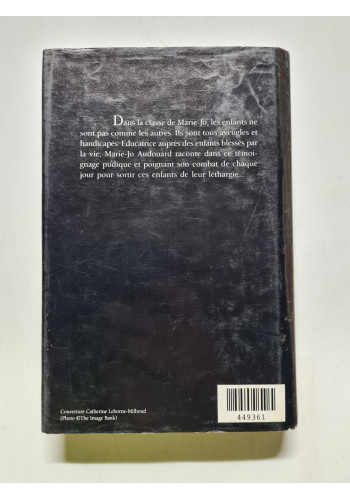 Dans la classe de Marie-Jo, les enfants ne
sont pas comme les autres. Ils sont tous aveugles et
handicapés. Educatrice auprès des enfants blessés par
la vie, Marie-Jo Audouard raconte dans ce témoi-
gnage pudique et poignant son combat de chaque
jour pour sortir ces enfants de leur léthargie...
Couverture Catherine Leborne-Milheud
(Photo ©The Image Bank)
449361